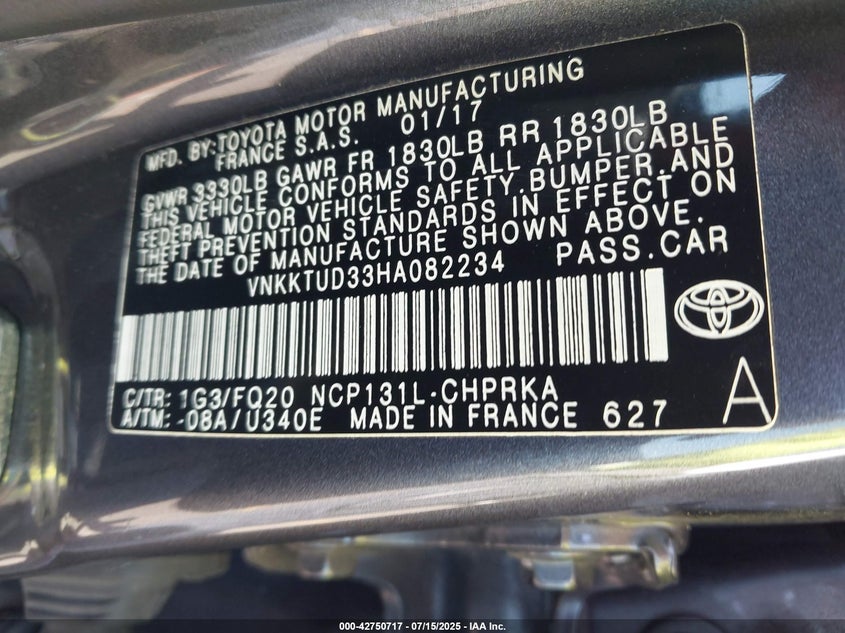 MFD. BY:TOYOTA MOTOR MANUFACTURING
FRANCE S.A.S. 01/17
GVWR 3330LB GAWR FR 1830LB RR 1830LB
THIS VEHICLE CONFORMS TO ALL APPLICABLE
FEDERAL MOTOR VEHICLE SAFETY,BUMPER,AND
THEFT PREVENTION STANDARDS IN EFFECT ON
THE DATE OF MANUFACTURE SHOWN ABOVE.
VNKKTUD33HA082234 PASS.CAR
C/TR: 1G3/FQ20 NCP131L-CHPRKA
A/TM: -08A/U340E MADE IN FRANCE 627
A
000-42750717 - 07/15/2025 - IAA Inc.